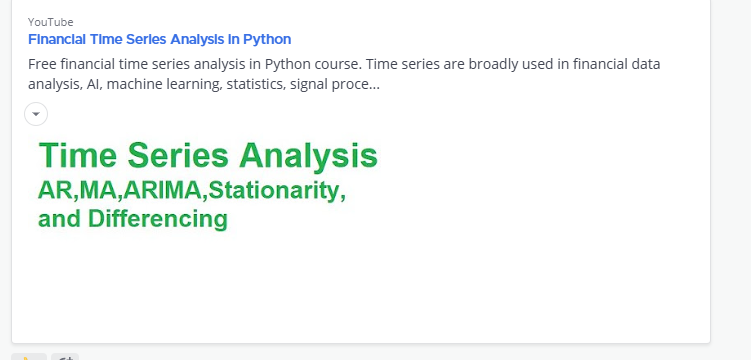 YouTube
Financial Time Series Analysis in Python
Free financial time series analysis in Python course. Time series are broadly used in financial data
analysis, AI, machine learning, statistics, signal proce...
Time Series Analysis
AR,MA,ARIMA,Stationarity,
and Differencing